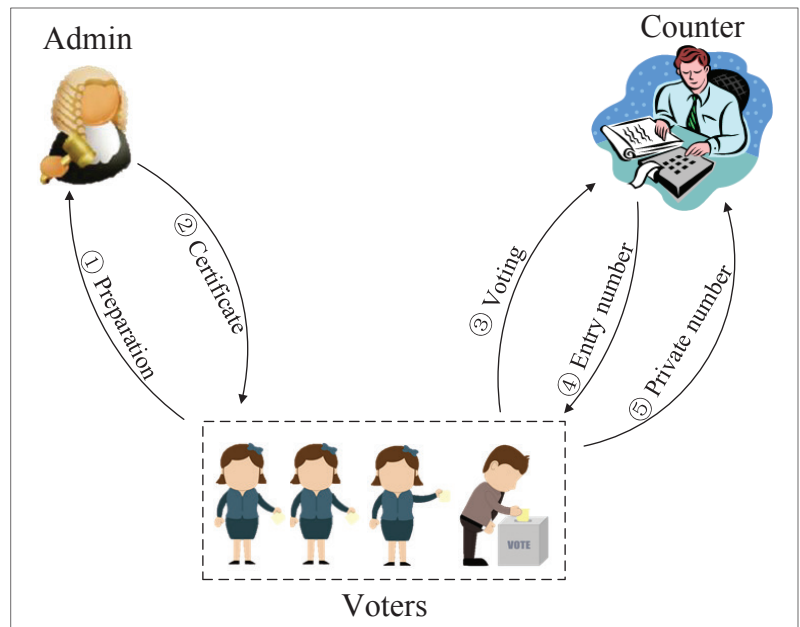 Admin
Counter
① Preparation
② Certificate
③ Voting
④ Entry number
⑤ Private number
VOTE
Voters